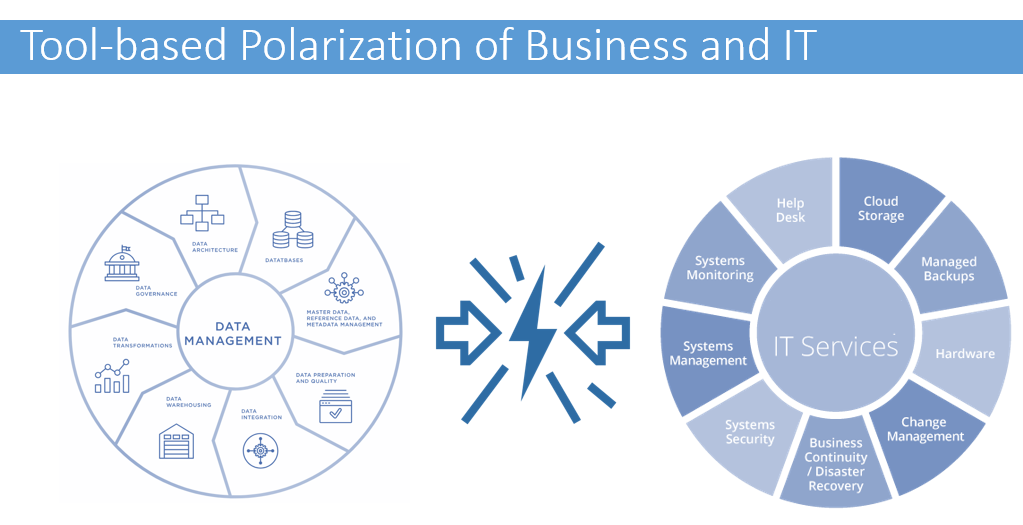 Tool-based Polarization of Business and IT
DATA
ARCHITECTURE
DATATBASES
MASTER DATA,
REFERENCE DATA, AND
METADATA MANAGEMENT
DATA PREPARATION
AND QUALITY
DATA
INTEGRATION
DATA
WAREHOUSING
DATA
TRANSFORMATIONS
DATA
GOVERNANCE
DATA
MANAGEMENT
Cloud
Storage
Managed
Backups
Hardware
Change
Management
Business
Continuity
/ Disaster
Recovery
Systems
Security
Systems
Management
Systems
Monitoring
Help
Desk
IT Services